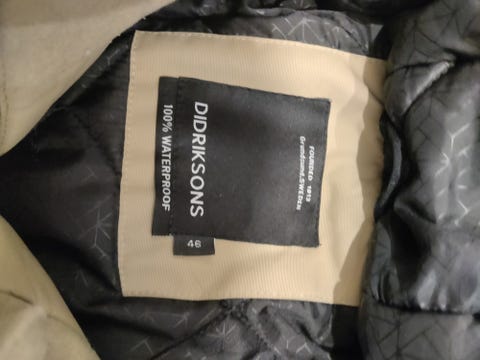 FOUNDED 1913
Grundsund, SWEDEN
DIDRIKSONS
100% WATERPROOF
46